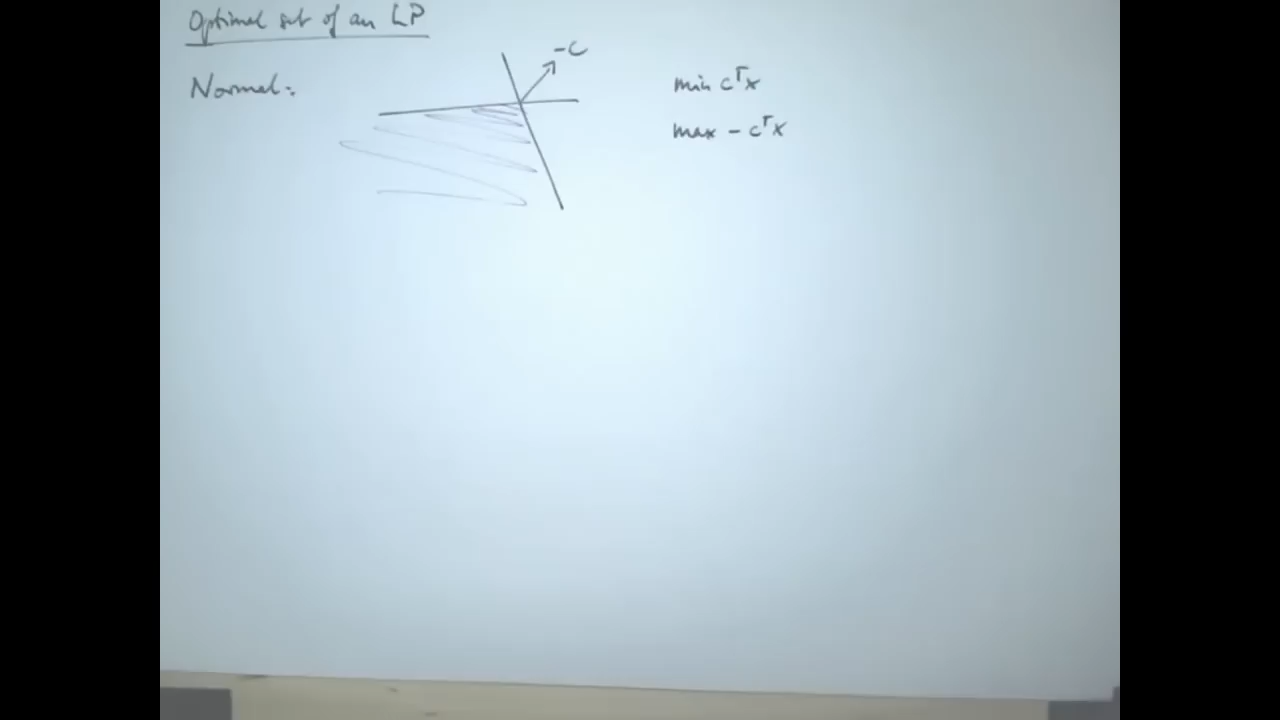 Optimal set of an LP
-c
Normal:
min cᵀx
max - cᵀx